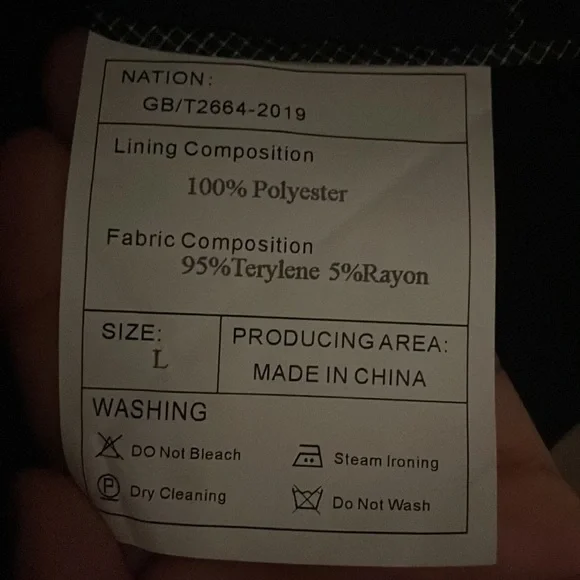 NATION:
GB/T2664-2019
Lining Composition
100% Polyester
Fabric Composition
95%Terylene 5%Rayon
SIZE:
L
PRODUCING AREA:
MADE IN CHINA
WASHING
DO Not Bleach
Steam Ironing
P Dry Cleaning
Do Not Wash